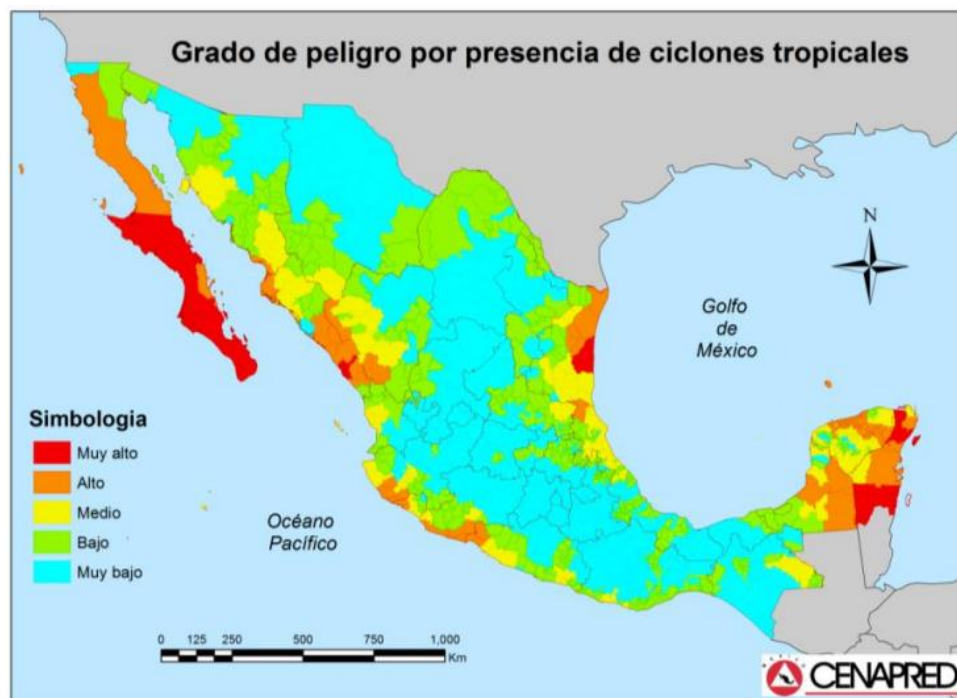 Grado de peligro por presencia de ciclones tropicales
N
Golfo
de
México
Simbologia
Muy alto
Alto
Medio
Bajo
Muy bajo
Océano
Pacífico
0 125 250 500 750 1,000
Km
CENAPRED